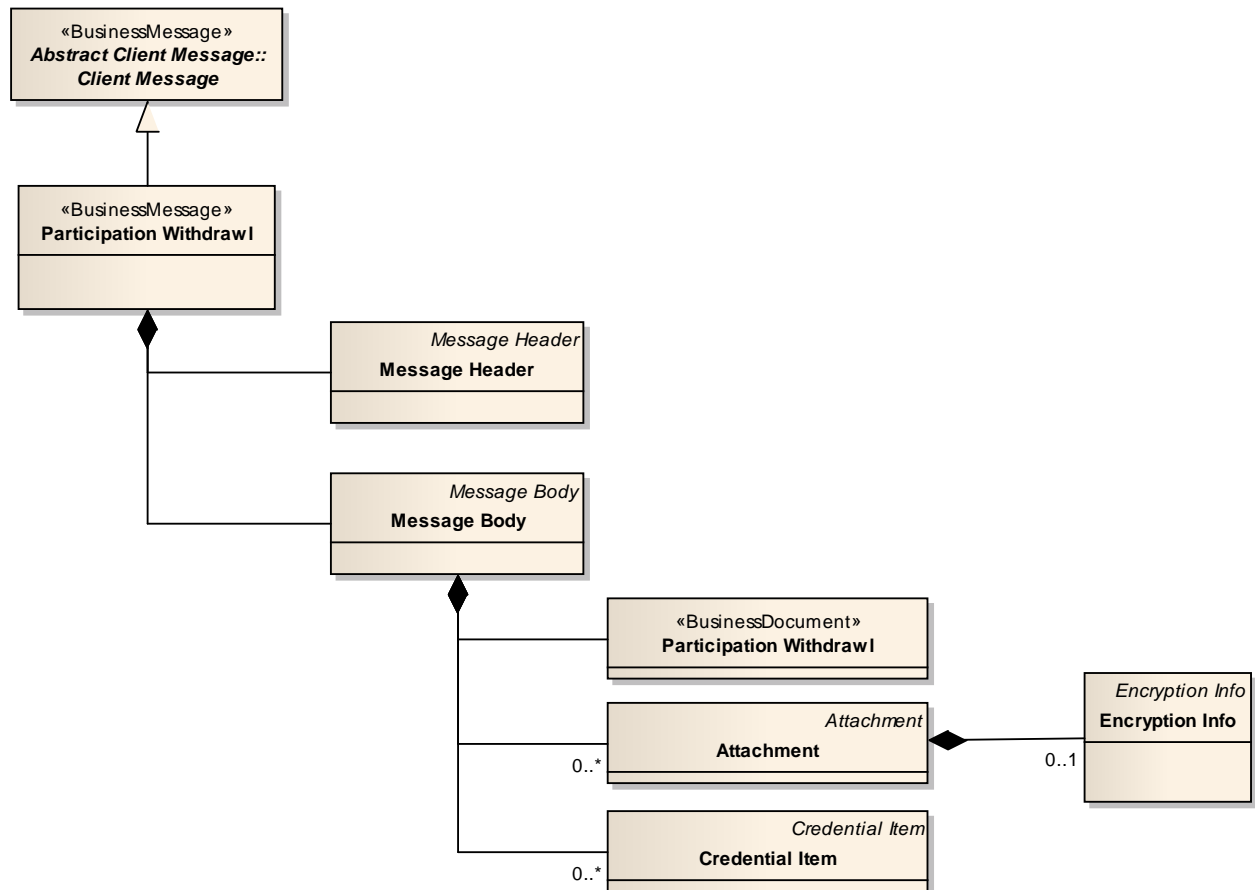 «BusinessMessage»
Abstract Client Message::
Client Message
«BusinessMessage»
Participation Withdrawl
Message Header
Message Header
Message Body
Message Body
«BusinessDocument»
Participation Withdrawl
Attachment
Attachment
0..*
Encryption Info
Encryption Info
0..1
Credential Item
Credential Item
0..*